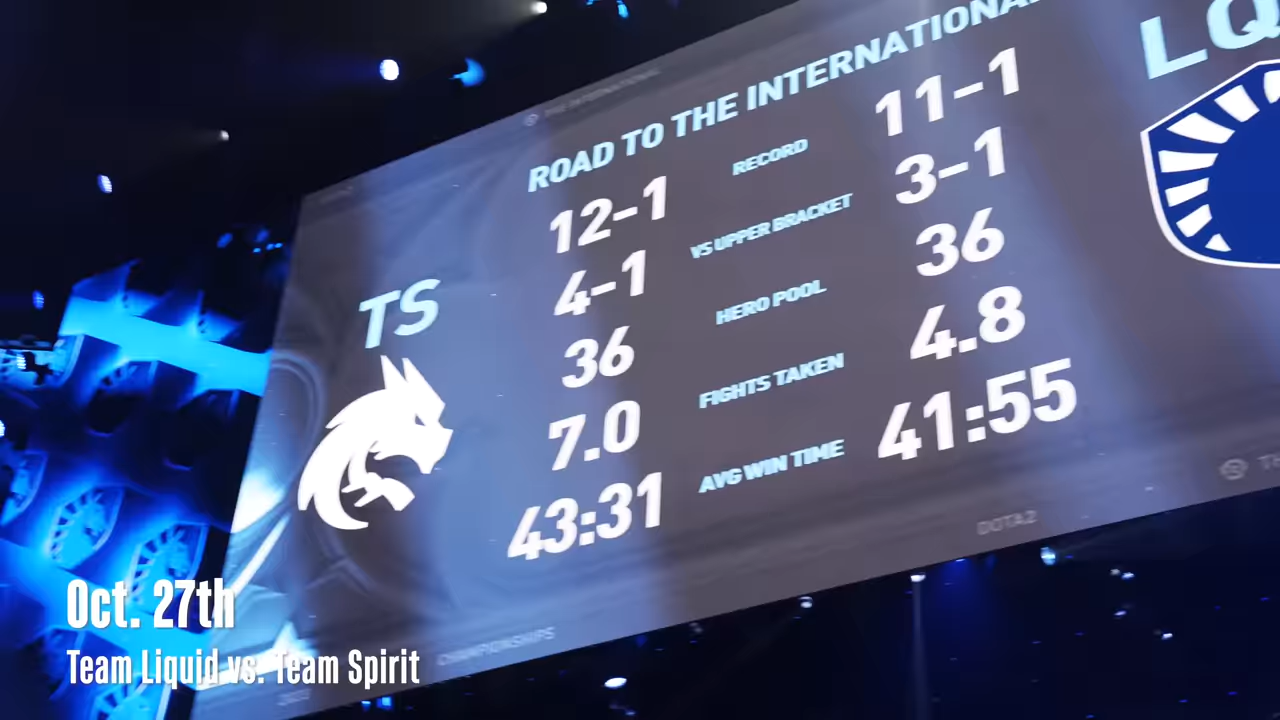 ROAD TO THE INTERNATIONAL
LQ
TS
12-1 RECORD 11-1
4-1 VS UPPER BRACKET 3-1
36 HERO POOL 36
7.0 FIGHTS TAKEN 4.8
43:31 AVG WIN TIME 41:55
DOTA2
CHAMPIONSHIPS
Oct. 27th
Team Liquid vs. Team Spirit